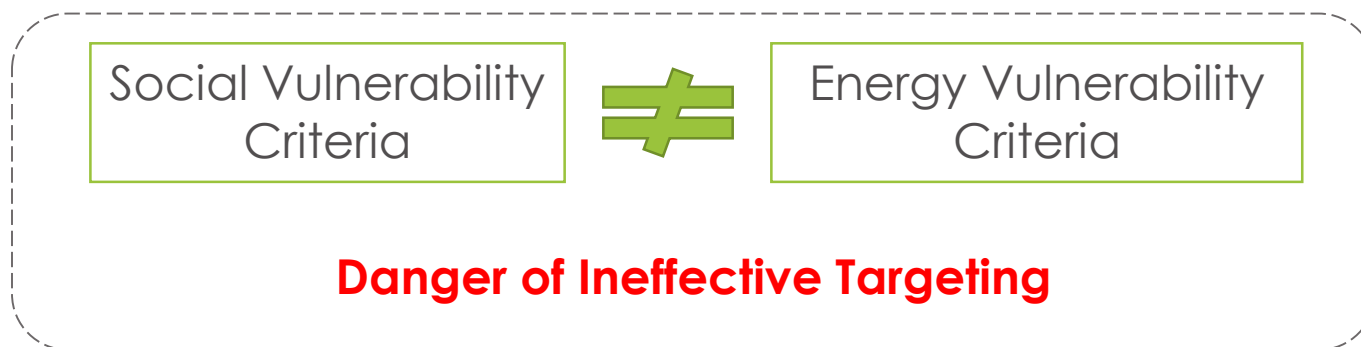 Social Vulnerability
Criteria
≠
Energy Vulnerability
Criteria
Danger of Ineffective Targeting